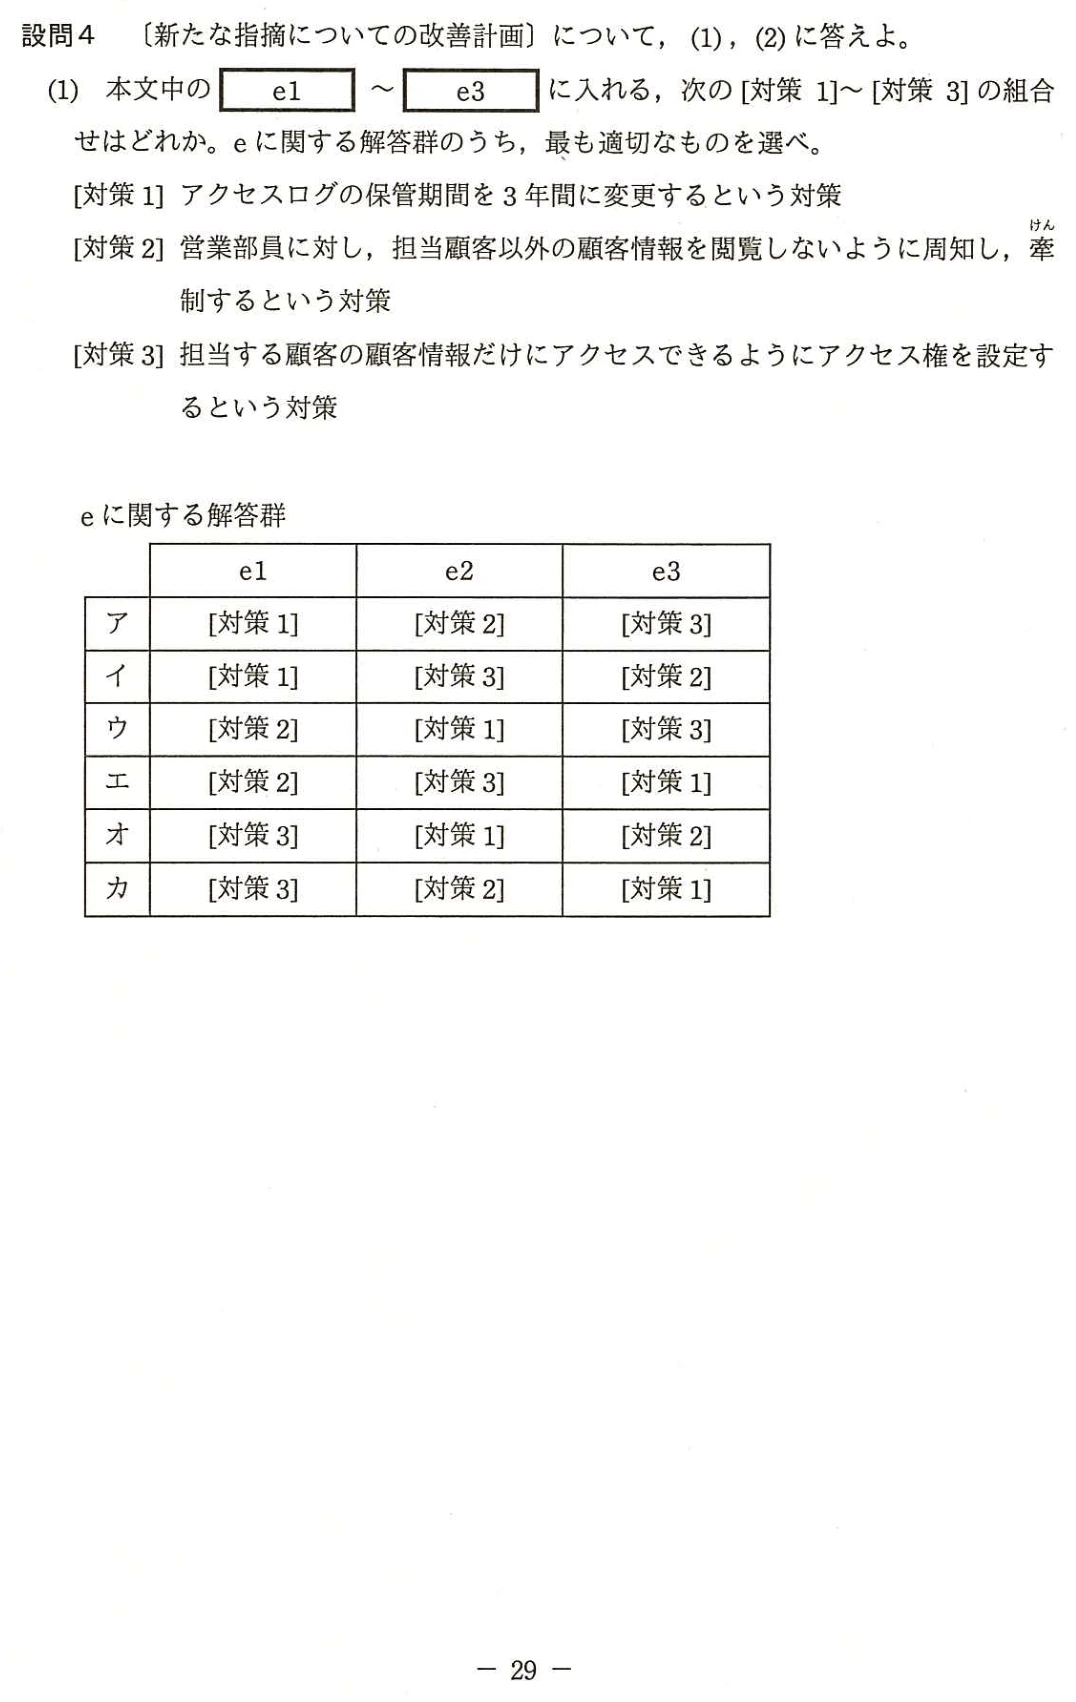 設問4 〔新たな指摘についての改善計画〕について，(1)，(2)に答えよ。
(1) 本文中の e1 ～ e3 に入れる，次の[対策 1]～[対策 3]の組合
せはどれか。eに関する解答群のうち，最も適切なものを選べ。
[対策1] アクセスログの保管期間を3年間に変更するという対策
けん
[対策2] 営業部員に対し，担当顧客以外の顧客情報を閲覧しないように周知し，牽
制するという対策
[対策3] 担当する顧客の顧客情報だけにアクセスできるようにアクセス権を設定す
るという対策
eに関する解答群
e1 e2 e3
ア [対策1] [対策2] [対策3]
イ [対策1] [対策3] [対策2]
ウ [対策2] [対策1] [対策3]
エ [対策2] [対策3] [対策1]
オ [対策3] [対策1] [対策2]
カ [対策3] [対策2] [対策1]
－ 29 －